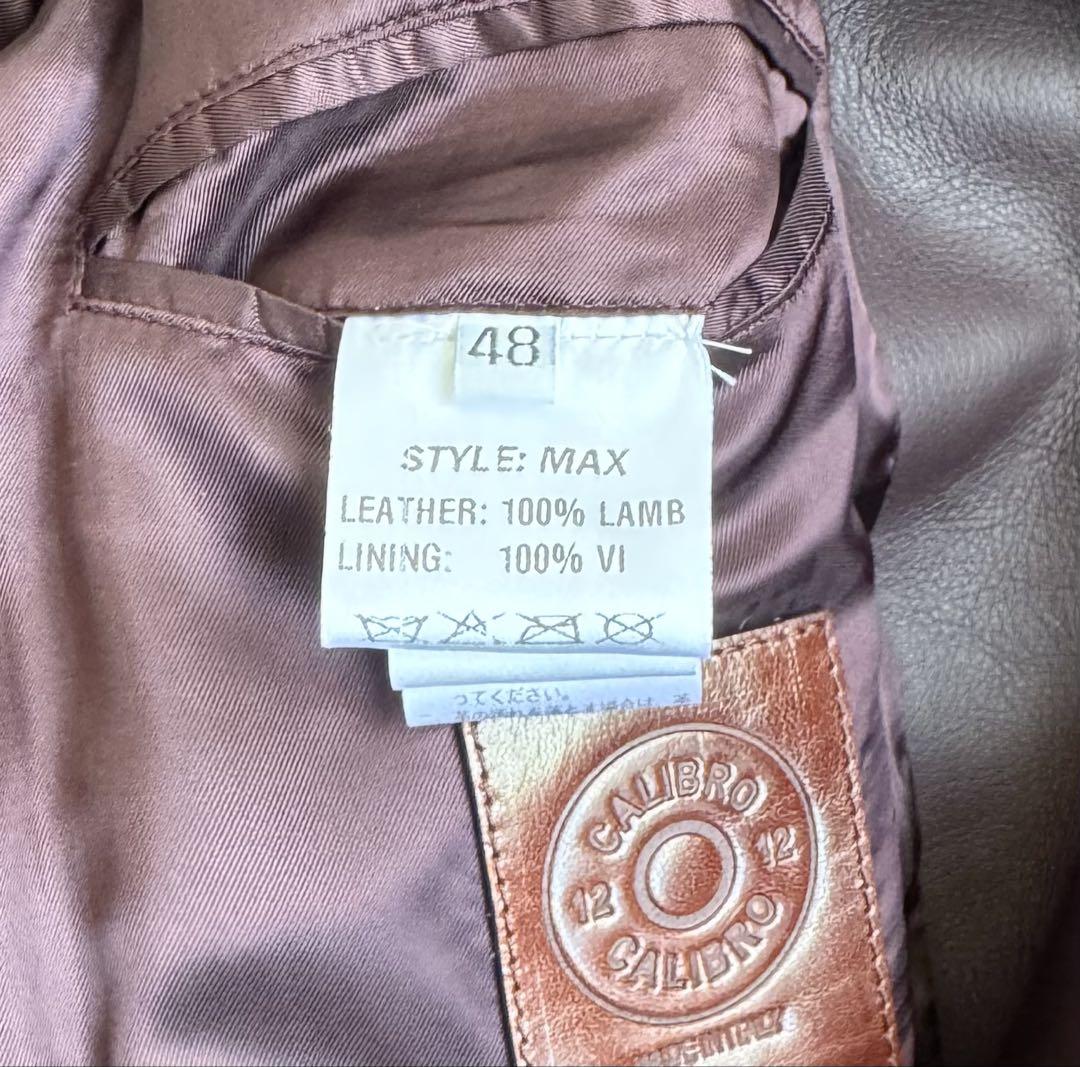 48
STYLE: MAX
LEATHER: 100% LAMB
LINING: 100% VI
ってください。
CALIBRO
12 12
CALIBRO